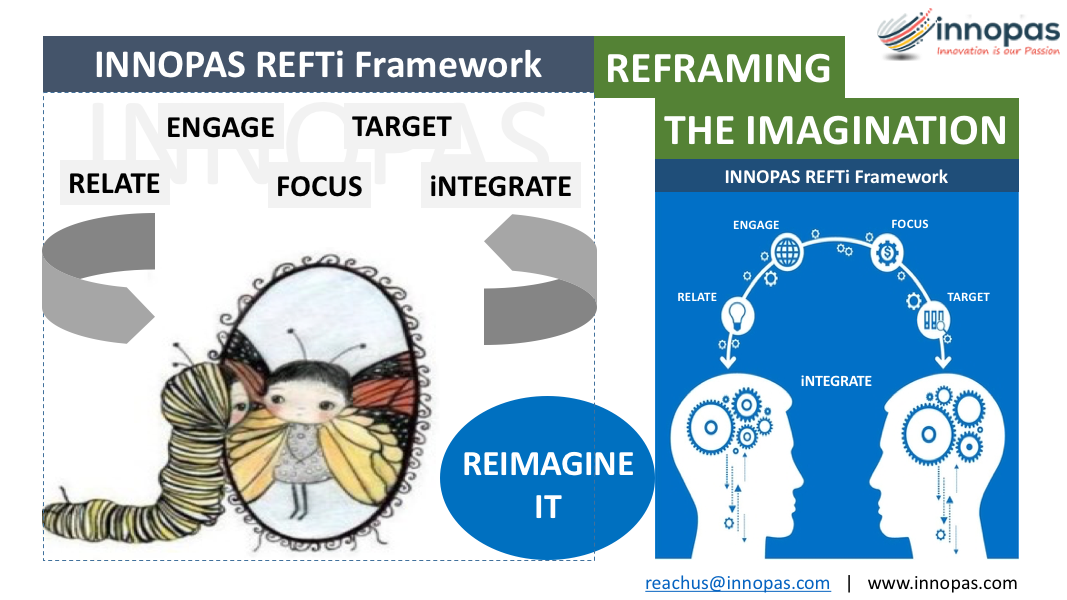 innopas
Innovation is our Passion
INNOPAS REFTi Framework
REFRAMING
THE IMAGINATION
INNOPAS
ENGAGE
TARGET
RELATE
FOCUS
iNTEGRATE
REIMAGINE
IT
INNOPAS REFTi Framework
ENGAGE
FOCUS
RELATE
TARGET
iNTEGRATE
$
reachus@innopas.com | www.innopas.com